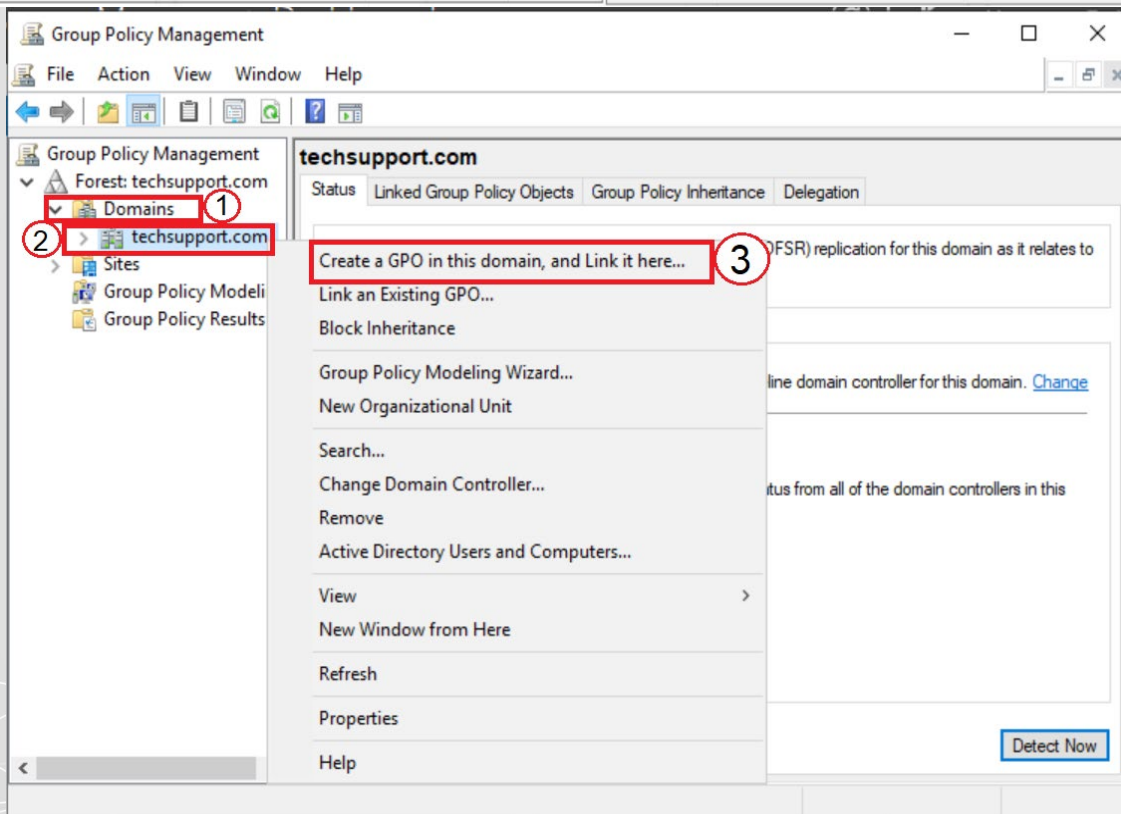 Group Policy Management
File Action View Window Help
Group Policy Management
Forest: techsupport.com
Domains
1
2
techsupport.com
Sites
Group Policy Modeli
Group Policy Results
techsupport.com
Status Linked Group Policy Objects Group Policy Inheritance Delegation
DFSR) replication for this domain as it relates to
Create a GPO in this domain, and Link it here...
3
Link an Existing GPO...
Block Inheritance
Group Policy Modeling Wizard...
line domain controller for this domain. Change
New Organizational Unit
Search...
Change Domain Controller...
tus from all of the domain controllers in this
Remove
Active Directory Users and Computers...
View
New Window from Here
Refresh
Properties
Help
Detect Now